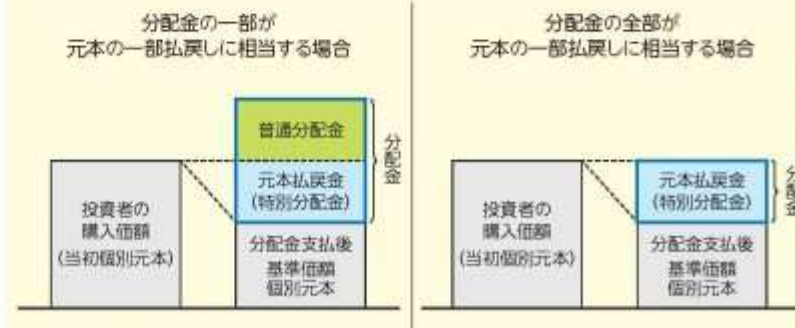 分配金の一部が
元本の一部払戻しに相当する場合
普通分配金
元本払戻金
(特別分配金)
分配金
投資者の
購入価額
(当初個別元本)
分配金支払後
基準価額
個別元本
分配金の全部が
元本の一部払戻しに相当する場合
元本払戻金
(特別分配金)
分配金
投資者の
購入価額
(当初個別元本)
分配金支払後
基準価額
個別元本